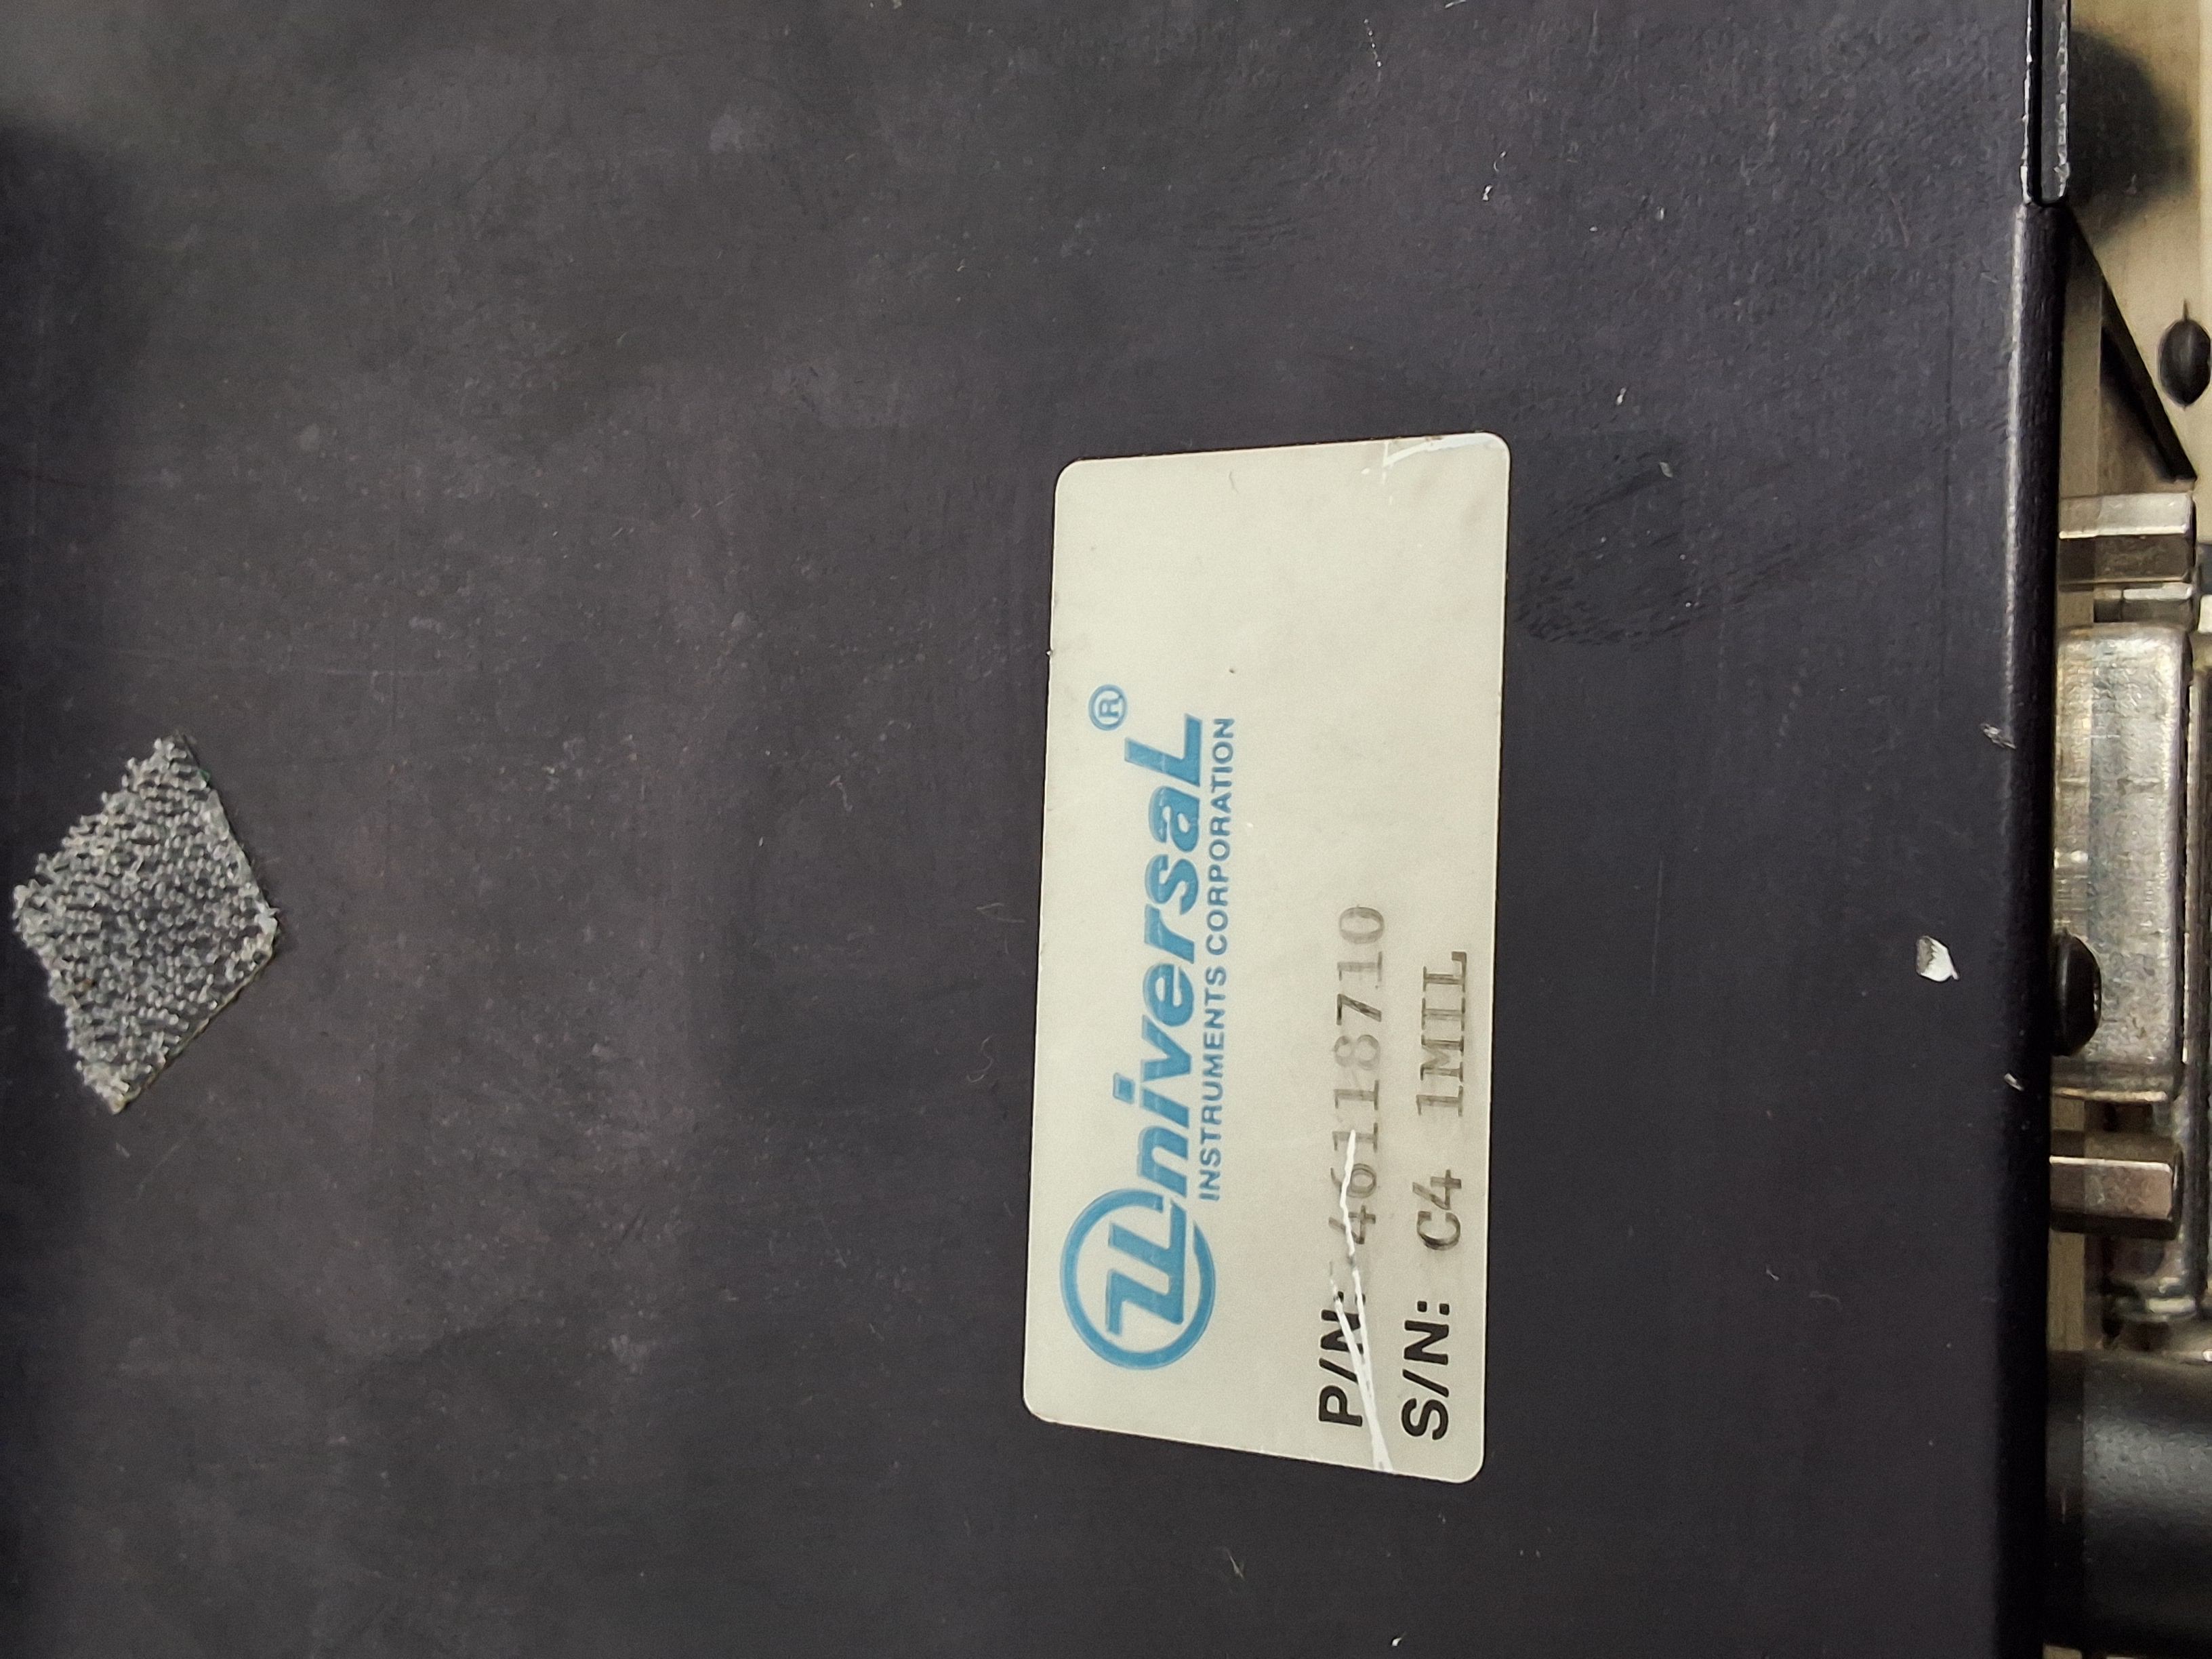 Universal®
INSTRUMENTS CORPORATION
P/N: 46118710
S/N: C4 1MIL